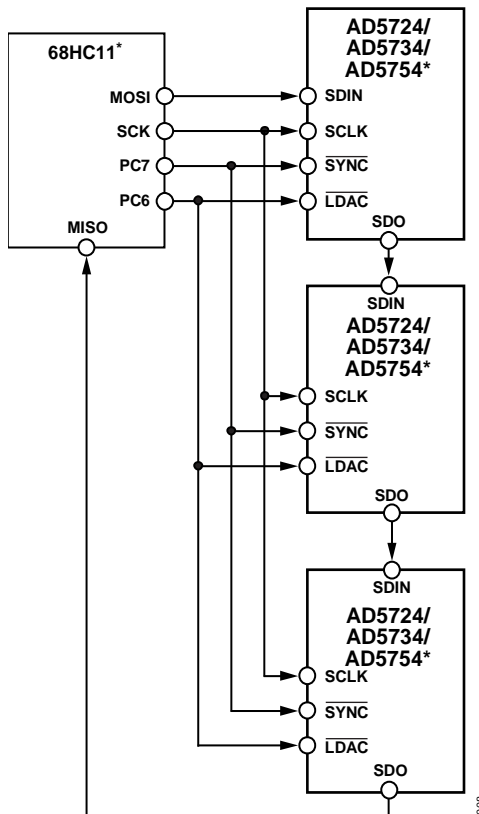 68HC11*
MOSI
SCK
PC7
PC6
MISO
AD5724/
AD5734/
AD5754*
SDIN
SCLK
SYNC
LDAC
SDO
SDIN
AD5724/
AD5734/
AD5754*
SCLK
SYNC
LDAC
SDO
SDIN
AD5724/
AD5734/
AD5754*
SCLK
SYNC
LDAC
SDO